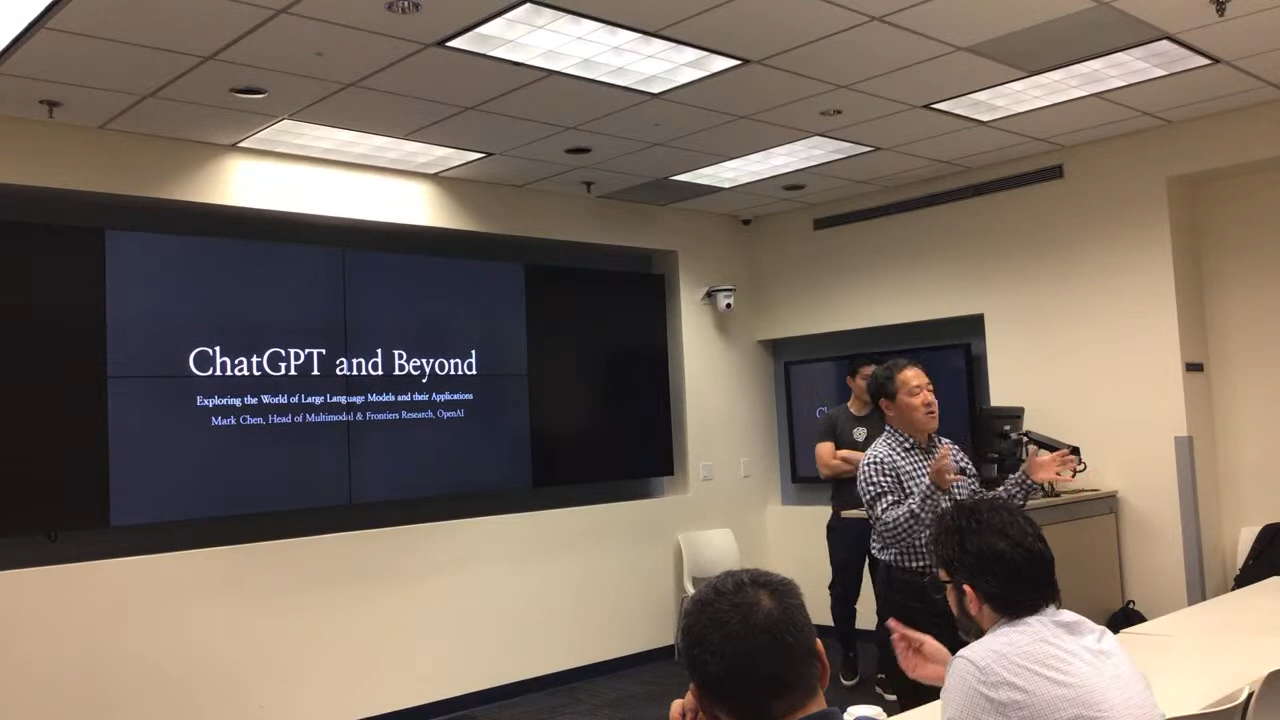 ChatGPT and Beyond
Exploring the World of Large Language Models and their Applications
Mark Chen, Head of Multimodal & Frontiers Research, OpenAI